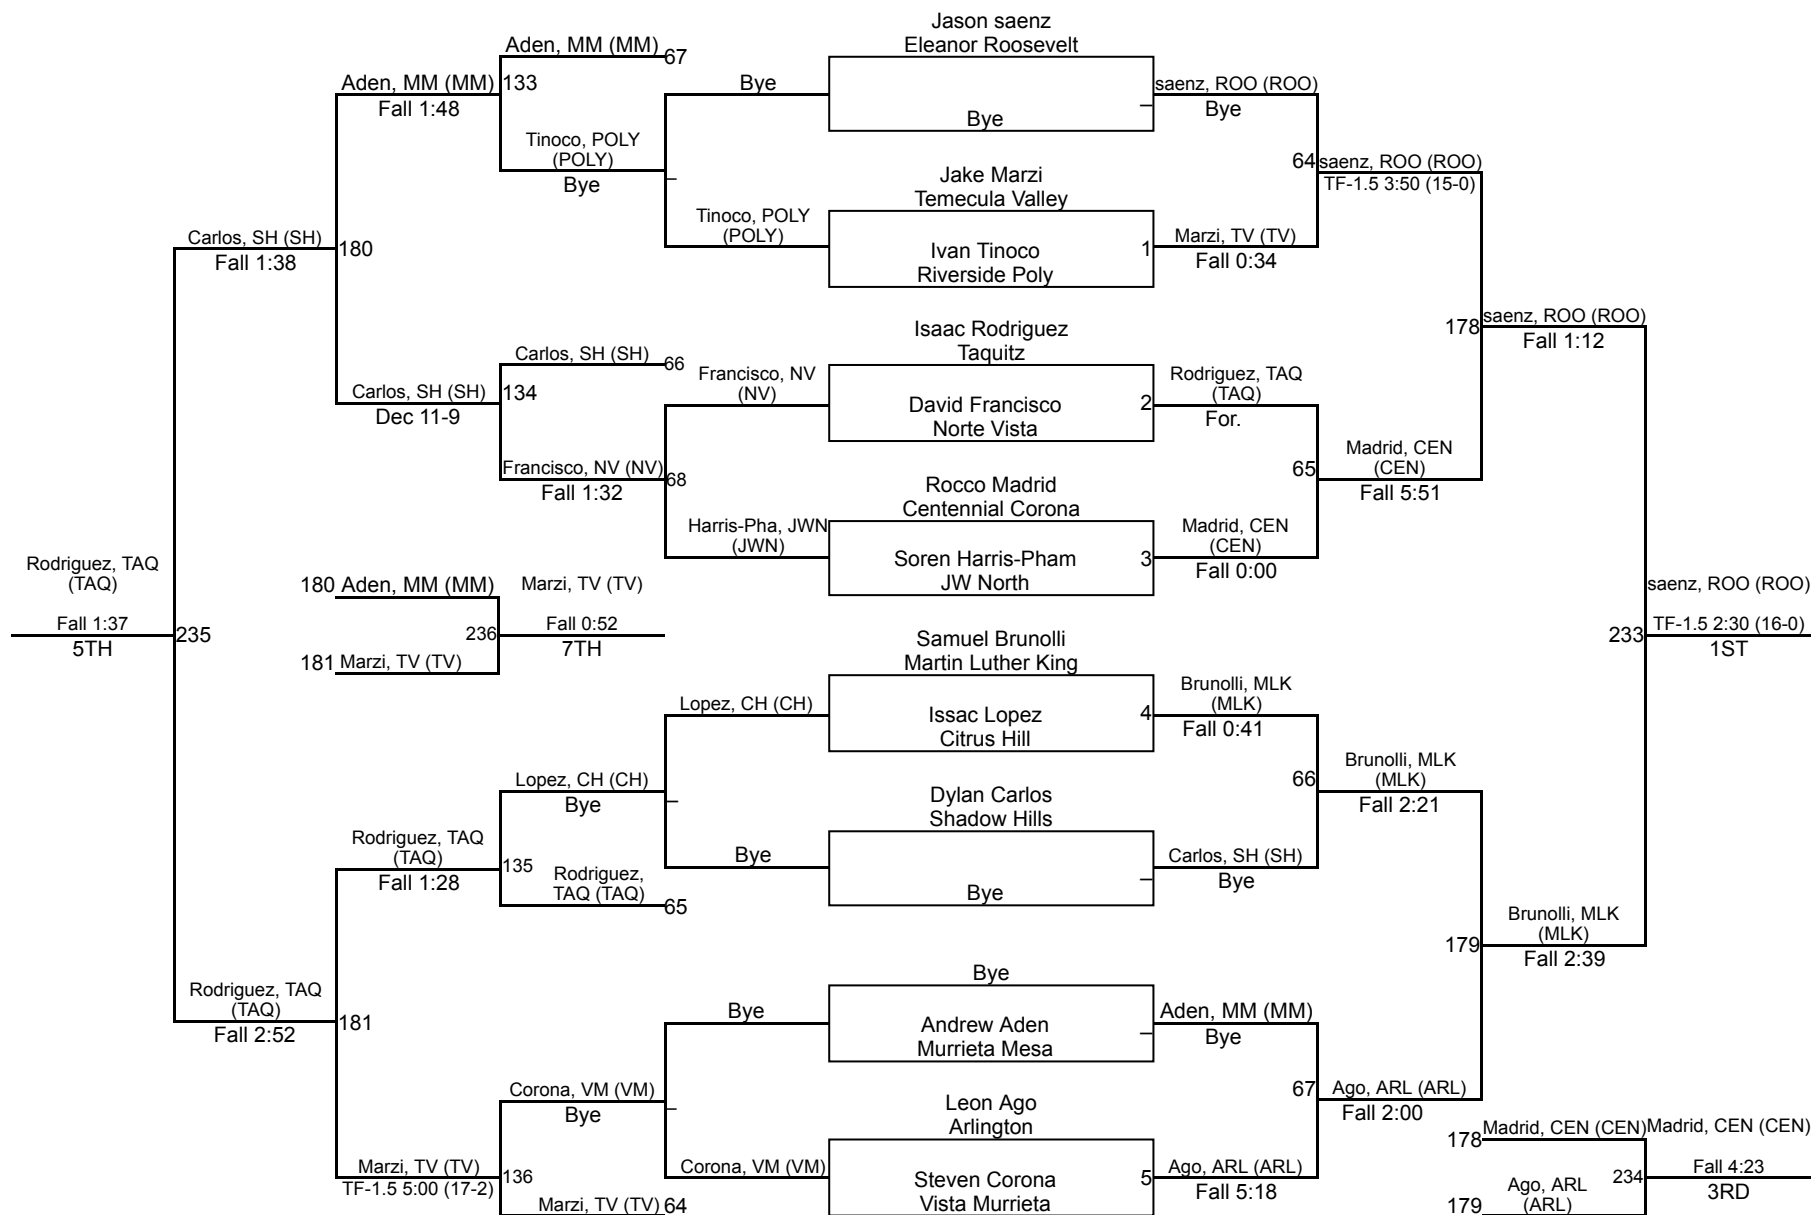 Jason saenz
Eleanor Roosevelt
Aden, MM (MM)
67
Aden, MM (MM)
133
Bye
saenz, ROO (ROO)
Fall 1:48
Bye
Bye
Tinoco, POLY
(POLY)
Bye
64
saenz, ROO (ROO)
TF-1.5 3:50 (15-0)
Jake Marzi
Temecula Valley
Tinoco, POLY
(POLY)
Ivan Tinoco
Riverside Poly
1
Marzi, TV (TV)
Fall 0:34
Carlos, SH (SH)
Fall 1:38
180
Isaac Rodriguez
Taquitz
178
saenz, ROO (ROO)
Fall 1:12
Carlos, SH (SH)
66
Francisco, NV
(NV)
David Francisco
Norte Vista
2
Rodriguez, TAQ
(TAQ)
For.
Carlos, SH (SH)
Dec 11-9
134
Francisco, NV (NV)
Fall 1:32
68
65
Madrid, CEN
(CEN)
Fall 5:51
Rocco Madrid
Centennial Corona
Harris-Pha, JWN
(JWN)
Soren Harris-Pham
JW North
3
Madrid, CEN
(CEN)
Fall 0:00
Rodriguez, TAQ
(TAQ)
Fall 1:37
5TH
235
180
Aden, MM (MM)
Marzi, TV (TV)
236
Fall 0:52
7TH
181
Marzi, TV (TV)
saenz, ROO (ROO)
233
TF-1.5 2:30 (16-0)
1ST
Samuel Brunolli
Martin Luther King
Lopez, CH (CH)
Issac Lopez
Citrus Hill
4
Brunolli, MLK
(MLK)
Fall 0:41
Lopez, CH (CH)
Bye
66
Brunolli, MLK
(MLK)
Fall 2:21
Dylan Carlos
Shadow Hills
Bye
Bye
Carlos, SH (SH)
Bye
Rodriguez, TAQ
(TAQ)
Fall 1:28
135
Rodriguez,
TAQ (TAQ)
65
179
Brunolli, MLK
(MLK)
Fall 2:39
Bye
Bye
Andrew Aden
Murrieta Mesa
Aden, MM (MM)
Bye
Rodriguez, TAQ
(TAQ)
Fall 2:52
181
Corona, VM (VM)
Bye
67
Ago, ARL (ARL)
Fall 2:00
Leon Ago
Arlington
Corona, VM (VM)
Steven Corona
Vista Murrieta
5
Ago, ARL (ARL)
Fall 5:18
Marzi, TV (TV)
TF-1.5 5:00 (17-2)
136
Marzi, TV (TV)
64
178
Madrid, CEN (CEN)
Madrid, CEN (CEN)
234
Fall 4:23
3RD
179
Ago, ARL
(ARL)